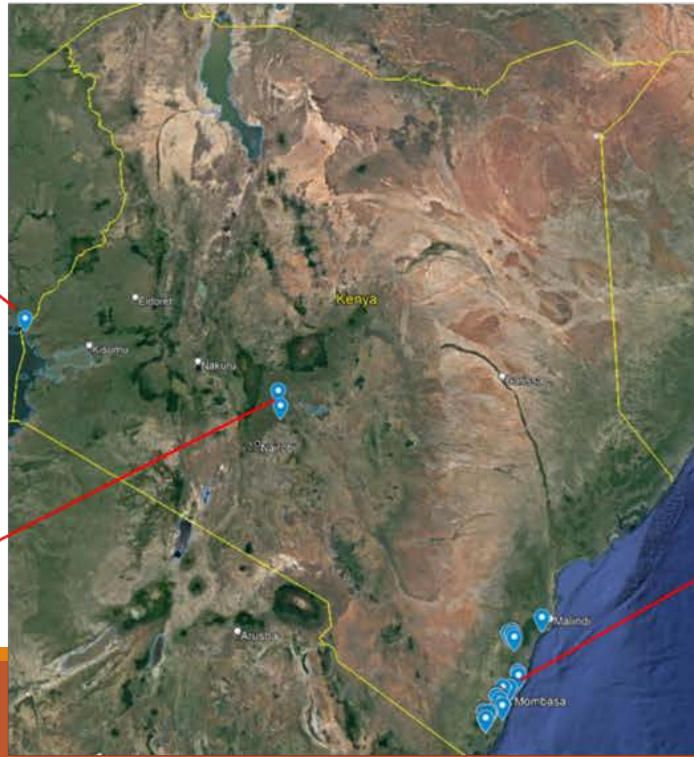 Kenya
Eldoret
Kisumu
Nakuru
Garissa
Nairobi
Malindi
Arusha
Mombasa